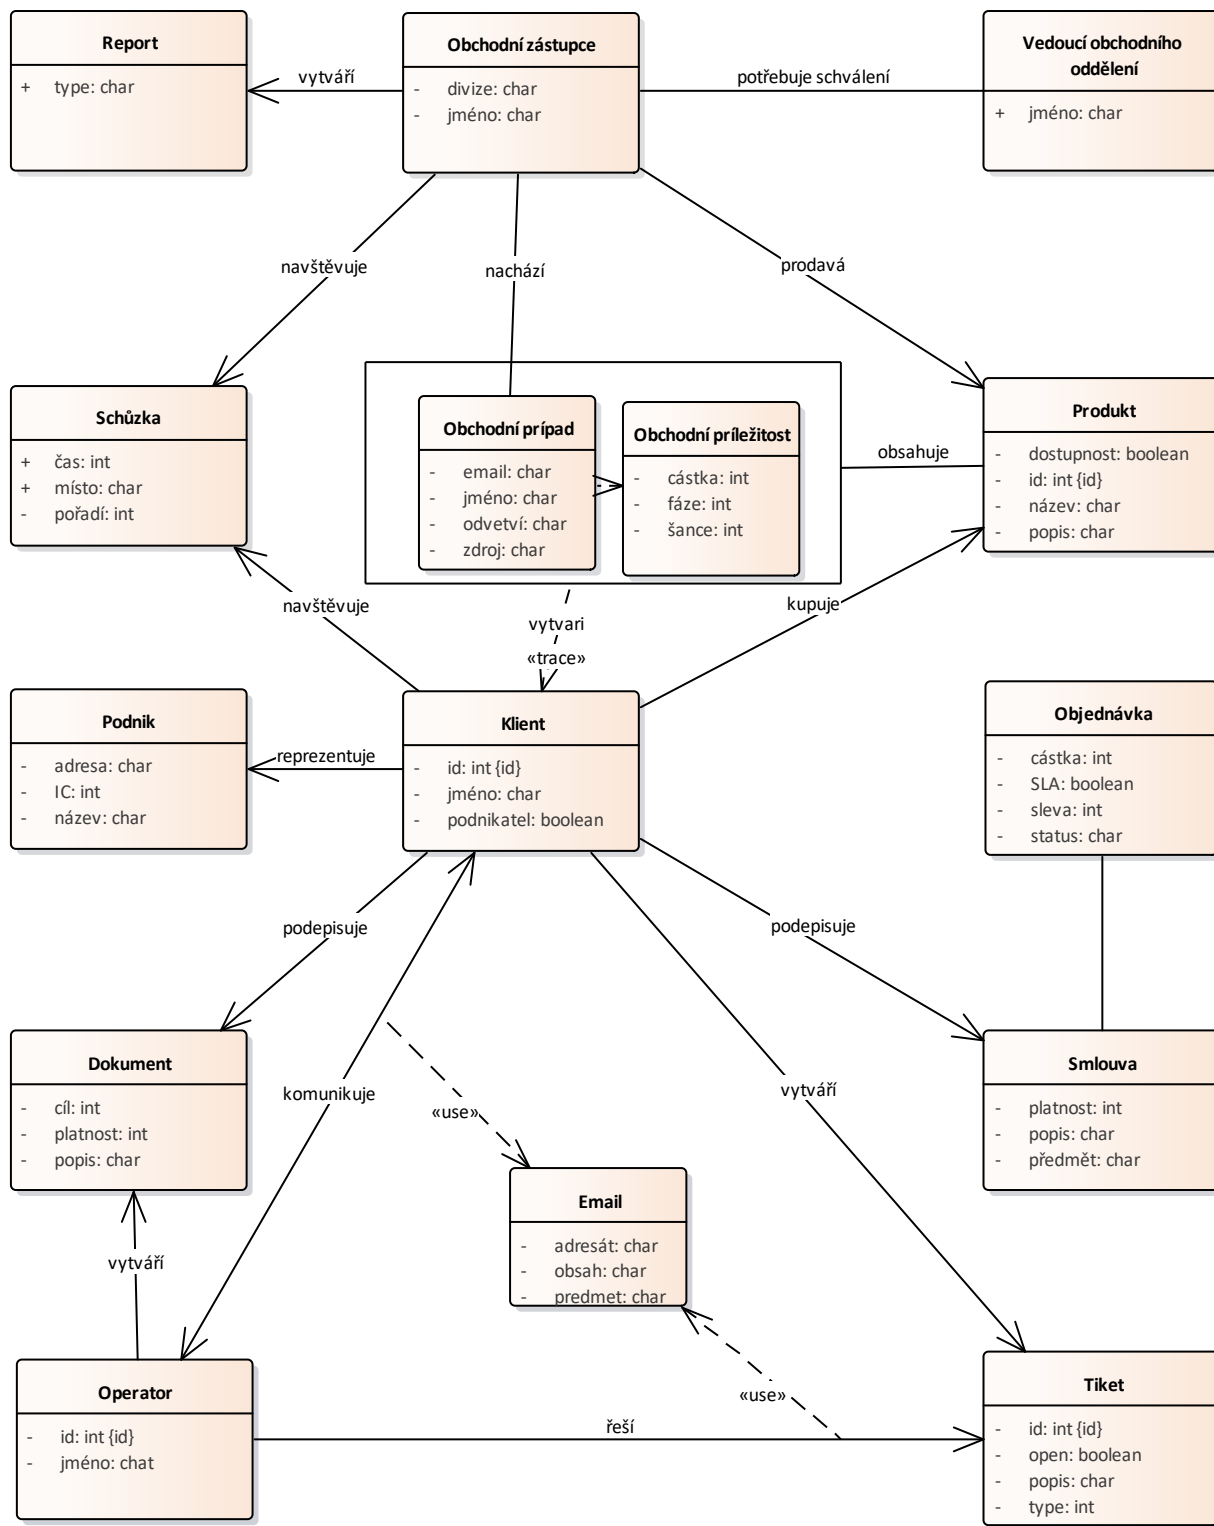 Report
+ type: char
vytváří
Obchodní zástupce
- divize: char
- jméno: char
potřebuje schválení
Vedoucí obchodního
oddělení
+ jméno: char
navštěvuje
nachází
prodavá
Schůzka
+ čas: int
+ místo: char
- pořadí: int
Obchodní prípad
- email: char
- jméno: char
- odvetví: char
- zdroj: char
Obchodní príležitost
- cástka: int
- fáze: int
- šance: int
obsahuje
Produkt
- dostupnost: boolean
- id: int {id}
- název: char
- popis: char
navštěvuje
vytvari
«trace»
kupuje
Podnik
- adresa: char
- IC: int
- název: char
reprezentuje
Klient
- id: int {id}
- jméno: char
- podnikatel: boolean
Objednávka
- cástka: int
- SLA: boolean
- sleva: int
- status: char
podepisuje
podepisuje
Dokument
- cíl: int
- platnost: int
- popis: char
komunikuje
«use»
vytváří
Smlouva
- platnost: int
- popis: char
- předmět: char
Email
- adresát: char
- obsah: char
- predmet: char
vytváří
«use»
Operator
- id: int {id}
- jméno: chat
řeší
Tiket
- id: int {id}
- open: boolean
- popis: char
- type: int